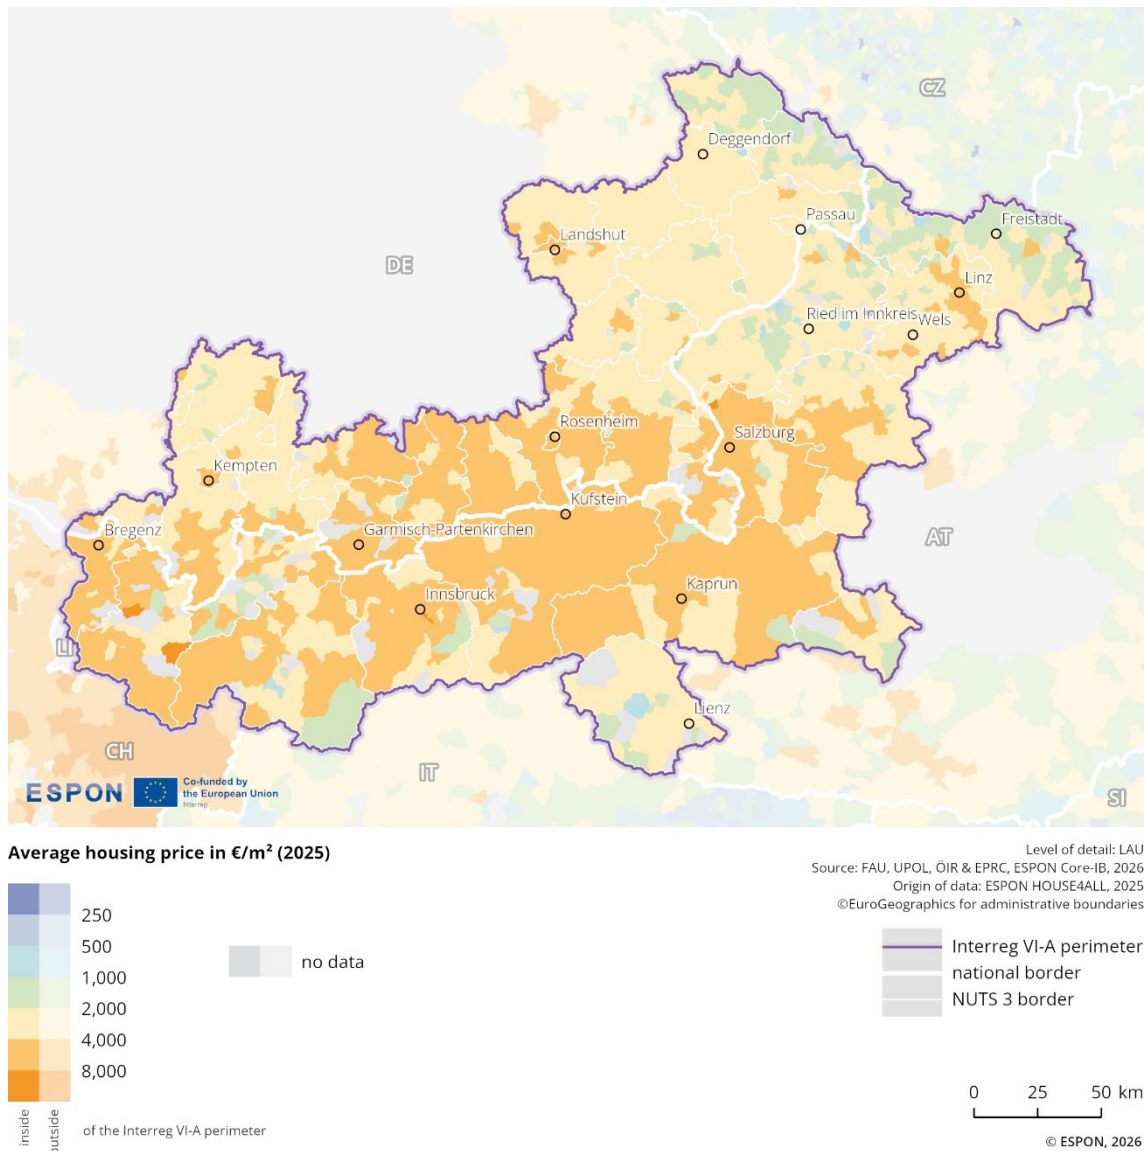 CZ
Deggendorf
Freistadt
Passau
Landshut
DE
Linz
Ried im Innkreis
Wels
Rosenheim
Salzburg
Kempten
Kufstein
Bregenz
Garmisch-Partenkirchen
AT
Innsbruck
Kaprun
LI
Lienz
CH
IT
SI
ESPON
Co-funded by
the European Union
Interreg
Average housing price in €/m² (2025)
Level of detail: LAU
Source: FAU, UPOL, ÖIR & EPRC, ESPON Core-IB, 2026
Origin of data: ESPON HOUSE4ALL, 2025
©EuroGeographics for administrative boundaries
250
500
1,000
2,000
4,000
8,000
no data
Interreg VI-A perimeter
national border
NUTS 3 border
inside
outside
of the Interreg VI-A perimeter
0 25 50 km
© ESPON, 2026